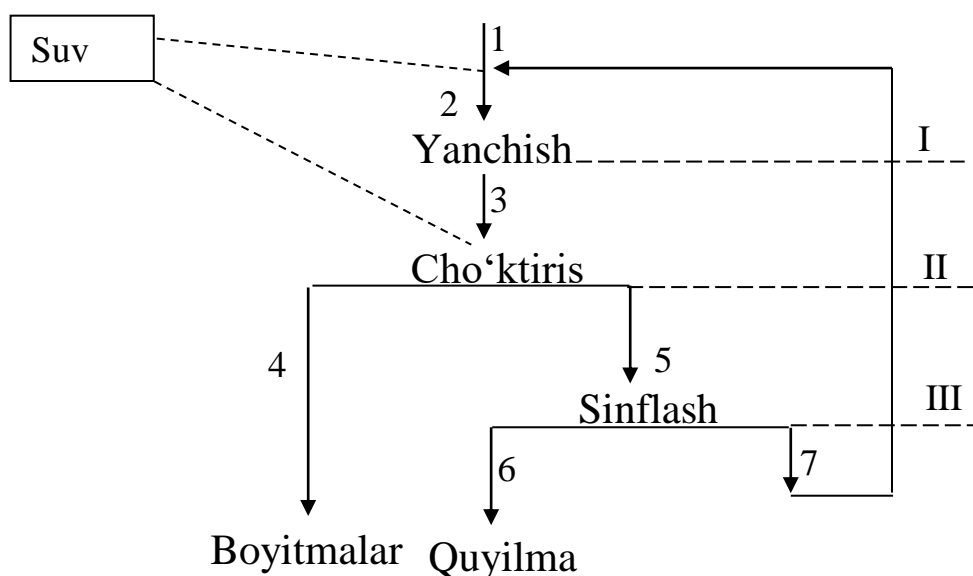 Suv
1
2
Yanchish
I
3
Cho‘ktiris
II
4
5
Sinflash
III
6
7
Boyitmalar
Quyilma